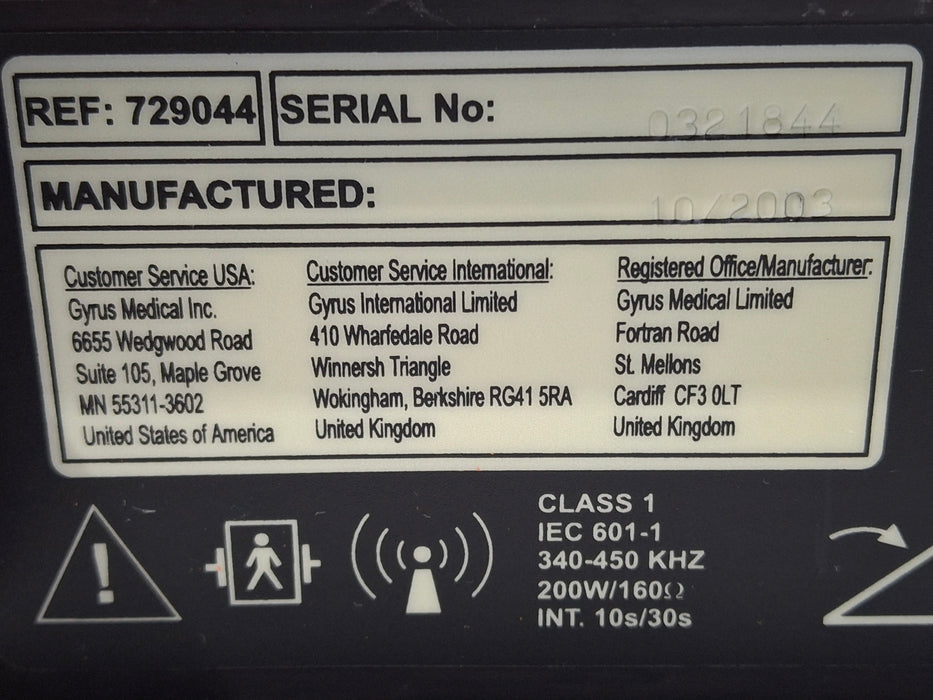 REF: 729044
SERIAL No: 0321844
MANUFACTURED: 10/2003
Customer Service USA:
Gyrus Medical Inc.
6655 Wedgwood Road
Suite 105, Maple Grove
MN 55311-3602
United States of America
Customer Service International:
Gyrus International Limited
410 Wharfedale Road
Winnersh Triangle
Wokingham, Berkshire RG41 5RA
United Kingdom
Registered Office/Manufacturer:
Gyrus Medical Limited
Fortran Road
St. Mellons
Cardiff CF3 0LT
United Kingdom
CLASS 1
IEC 601-1
340-450 KHZ
200W/160Ω
INT. 10s/30s